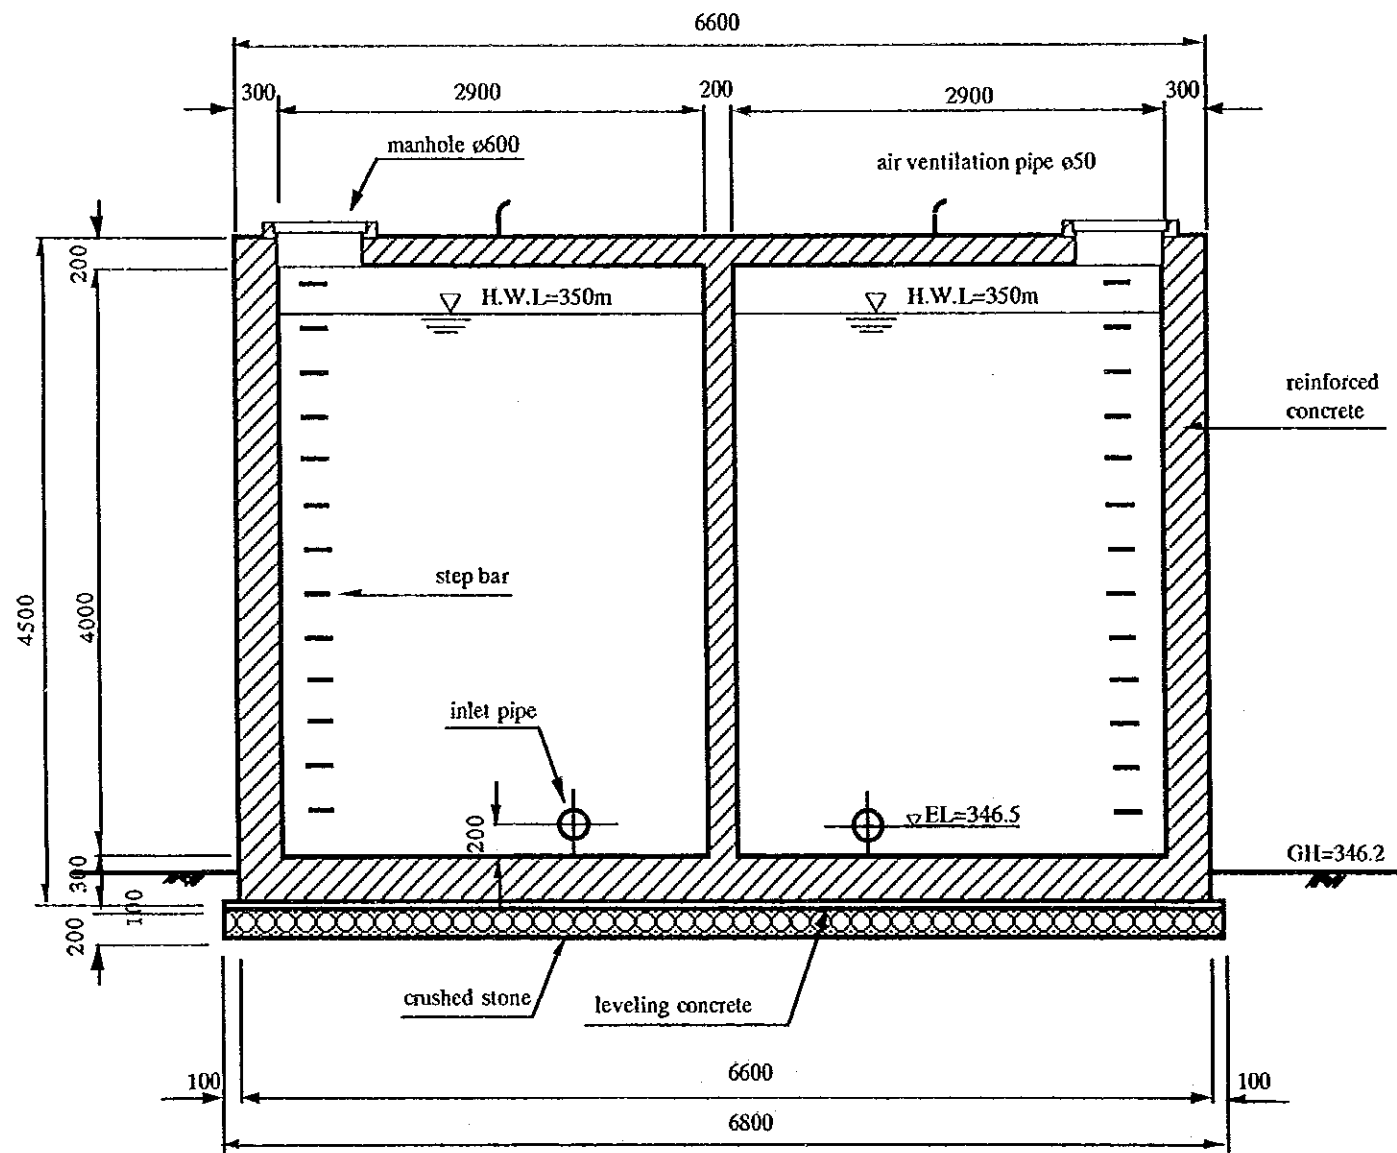 6600
300
2900
200
2900
300
manhole ø600
air ventilation pipe ø50
200
H.W.L=350m
H.W.L=350m
reinforced
concrete
4500
4000
step bar
inlet pipe
200
EL=346.5
GH=346.2
300
100
200
crushed stone
leveling concrete
100
6600
100
6800